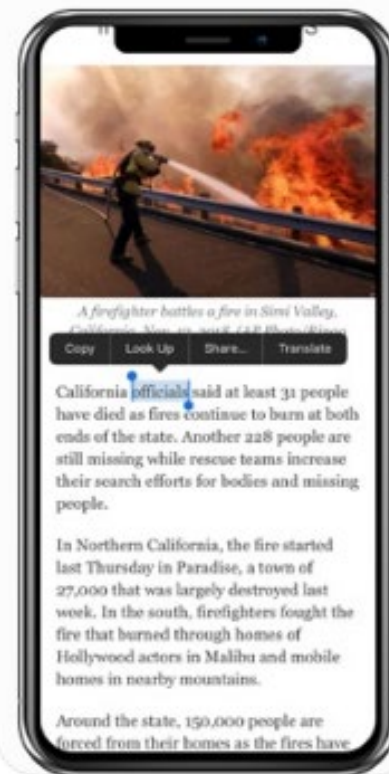 A firefighter battles a fire in Simi Valley,
Copy Look Up Share... Translate
California officials said at least 31 people
have died as fires continue to burn at both
ends of the state. Another 228 people are
still missing while rescue teams increase
their search efforts for bodies and missing
people.
In Northern California, the fire started
last Thursday in Paradise, a town of
27,000 that was largely destroyed last
week. In the south, firefighters fought the
fire that burned through homes of
Hollywood actors in Malibu and mobile
homes in nearby mountains.
Around the state, 150,000 people are
forced from their homes as the fires have